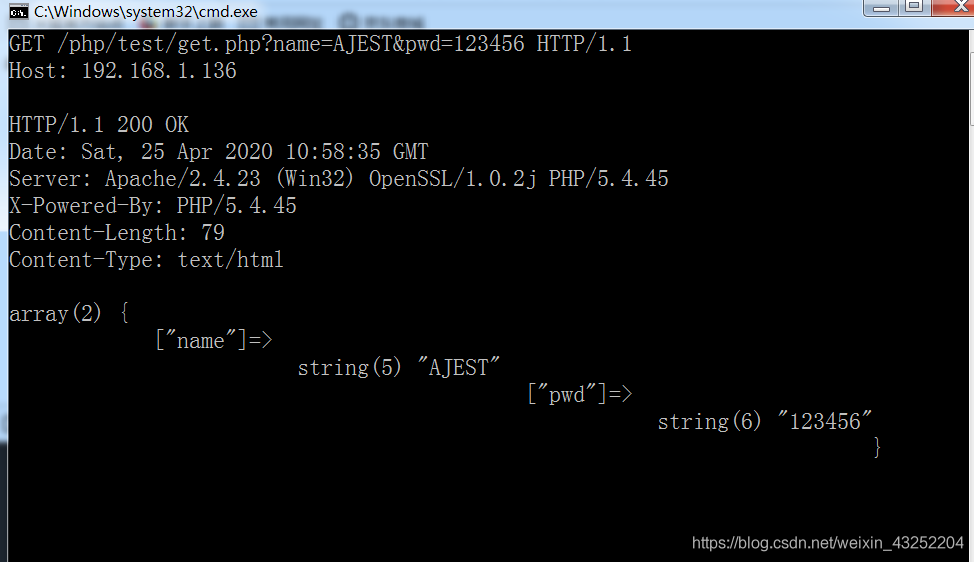 C:\Windows\system32\cmd.exe
GET /php/test/get.php?name=AJEST&pwd=123456 HTTP/1.1
Host: 192.168.1.136
HTTP/1.1 200 OK
Date: Sat, 25 Apr 2020 10:58:35 GMT
Server: Apache/2.4.23 (Win32) OpenSSL/1.0.2j PHP/5.4.45
X-Powered-By: PHP/5.4.45
Content-Length: 79
Content-Type: text/html
array(2) {
["name"]=>
string(5) "AJEST"
["pwd"]=>
string(6) "123456"
}
https://blog.csdn.net/weixin_43252204